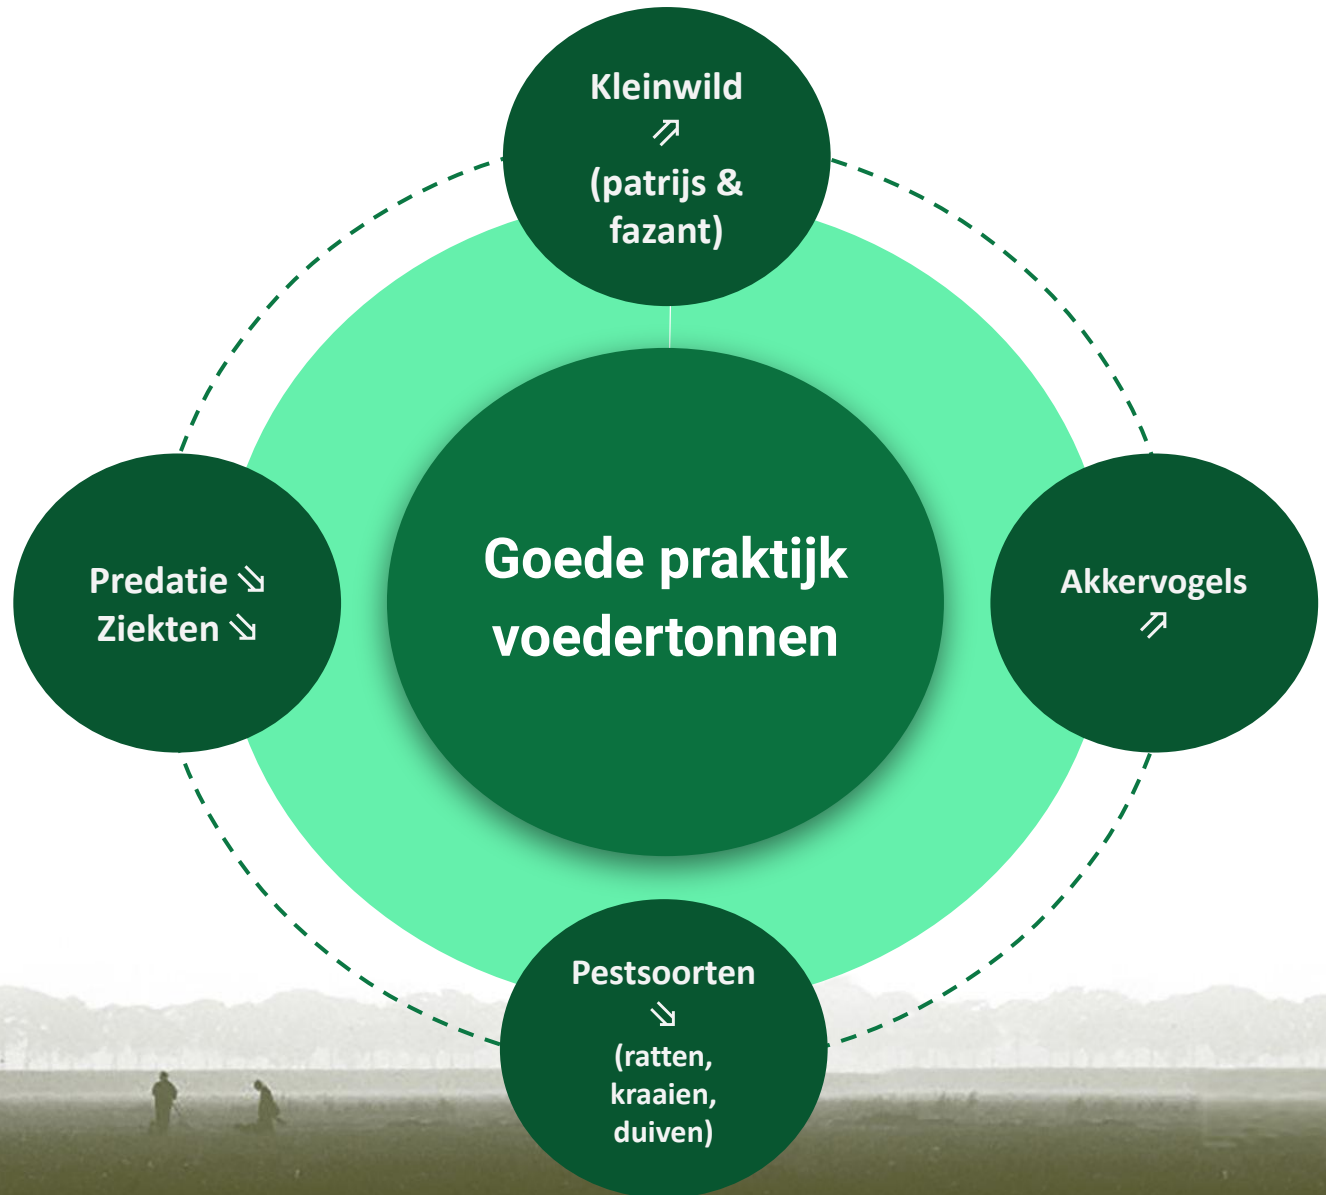 Kleinwild
⇗
(patrijs &
fazant)
Predatie ⇘
Ziekten ⇘
Goede praktijk
voedertonnen
Akkervogels
⇗
Pestsoorten
⇘
(ratten,
kraaien,
duiven)